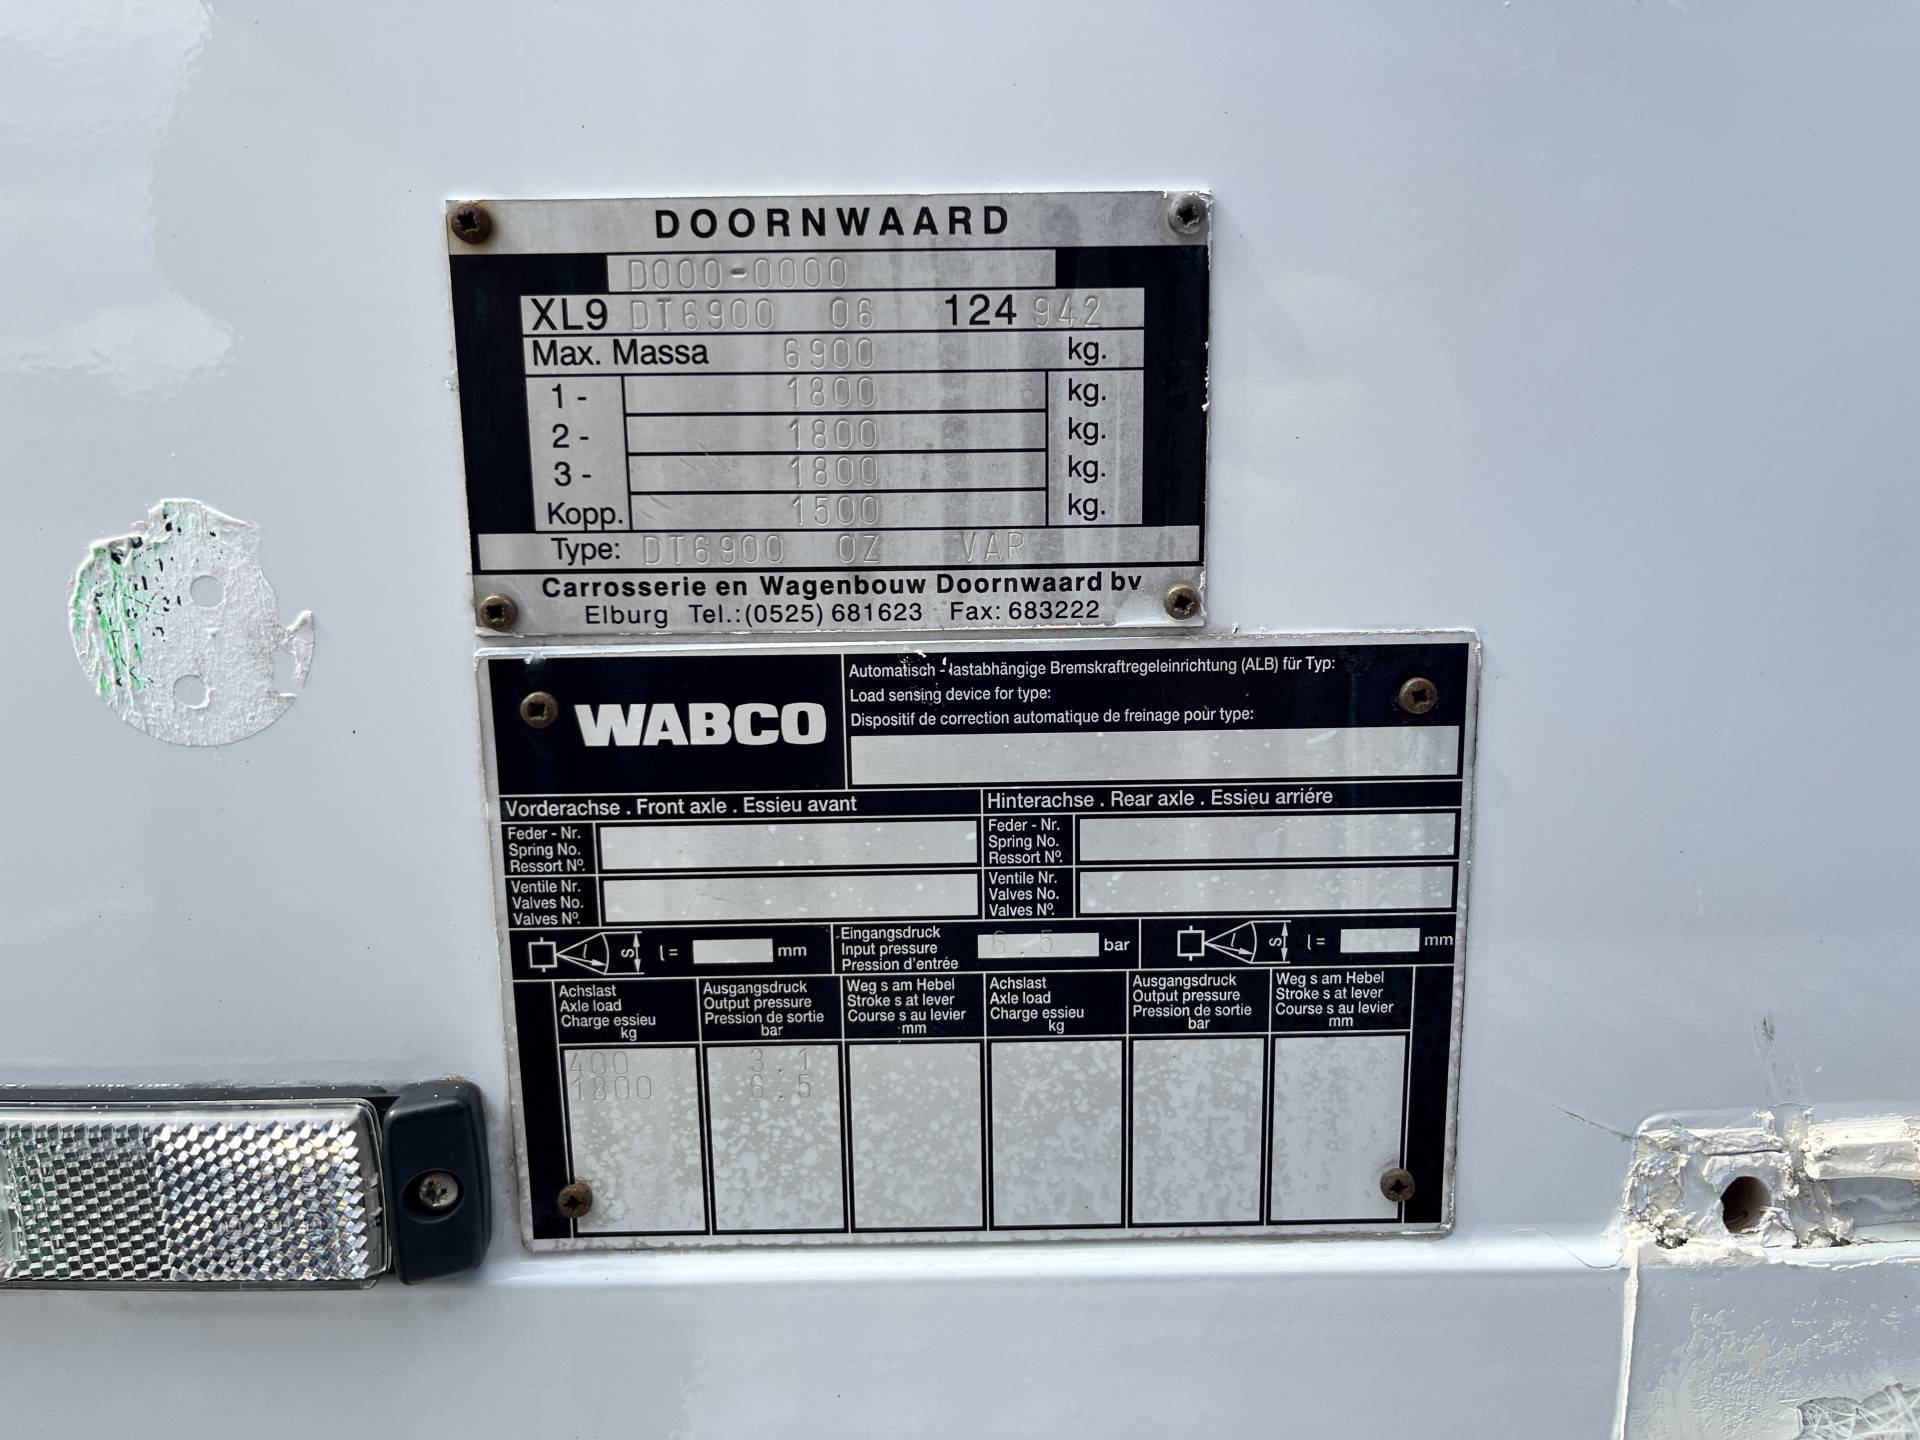 DOORNWAARD
D000-0000
XL9 DT6900 06 124 942
Max. Massa 6900 kg.
1 - 1800 kg.
2 - 1800 kg.
3 - 1800 kg.
Kopp. 1500 kg.
Type: DT6900 OZ VAR
Carrosserie en Wagenbouw Doornwaard bv
Elburg Tel.:(0525) 681623 Fax: 683222
WABCO
Automatisch - lastabhängige Bremskraftregeleinrichtung (ALB) für Typ:
Load sensing device for type:
Dispositif de correction automatique de freinage pour type:
Vorderachse . Front axle . Essieu avant
Hinterachse . Rear axle . Essieu arriére
Feder - Nr.
Spring No.
Ressort Nº.
Feder - Nr.
Spring No.
Ressort Nº.
Ventile Nr.
Valves No.
Valves Nº.
Ventile Nr.
Valves No.
Valves Nº.
l S l = mm
Eingangsdruck
Input pressure
Pression d'entrée
6.5 bar
l S l = mm
Achslast
Axle load
Charge essieu
kg
Ausgangsdruck
Output pressure
Pression de sortie
bar
Weg s am Hebel
Stroke s at lever
Course s au levier
mm
Achslast
Axle load
Charge essieu
kg
Ausgangsdruck
Output pressure
Pression de sortie
bar
Weg s am Hebel
Stroke s at lever
Course s au levier
mm
400 3.1
1800 6.5